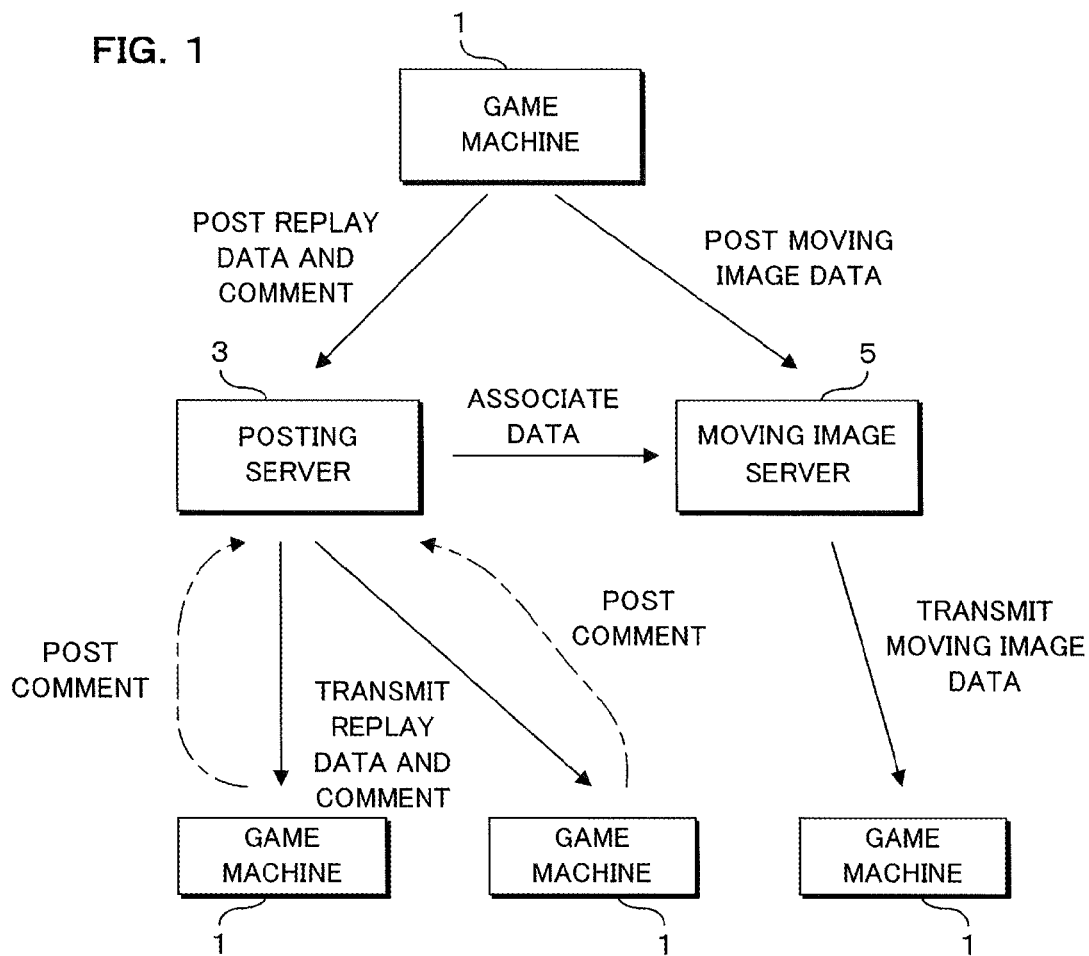 FIG. 1
1
GAME
MACHINE
POST REPLAY
DATA AND
COMMENT
POST MOVING
IMAGE DATA
3
5
POSTING
SERVER
ASSOCIATE
DATA
MOVING IMAGE
SERVER
POST
COMMENT
TRANSMIT
REPLAY
DATA AND
COMMENT
POST
COMMENT
TRANSMIT
MOVING IMAGE
DATA
GAME
MACHINE
GAME
MACHINE
GAME
MACHINE
1
1
1